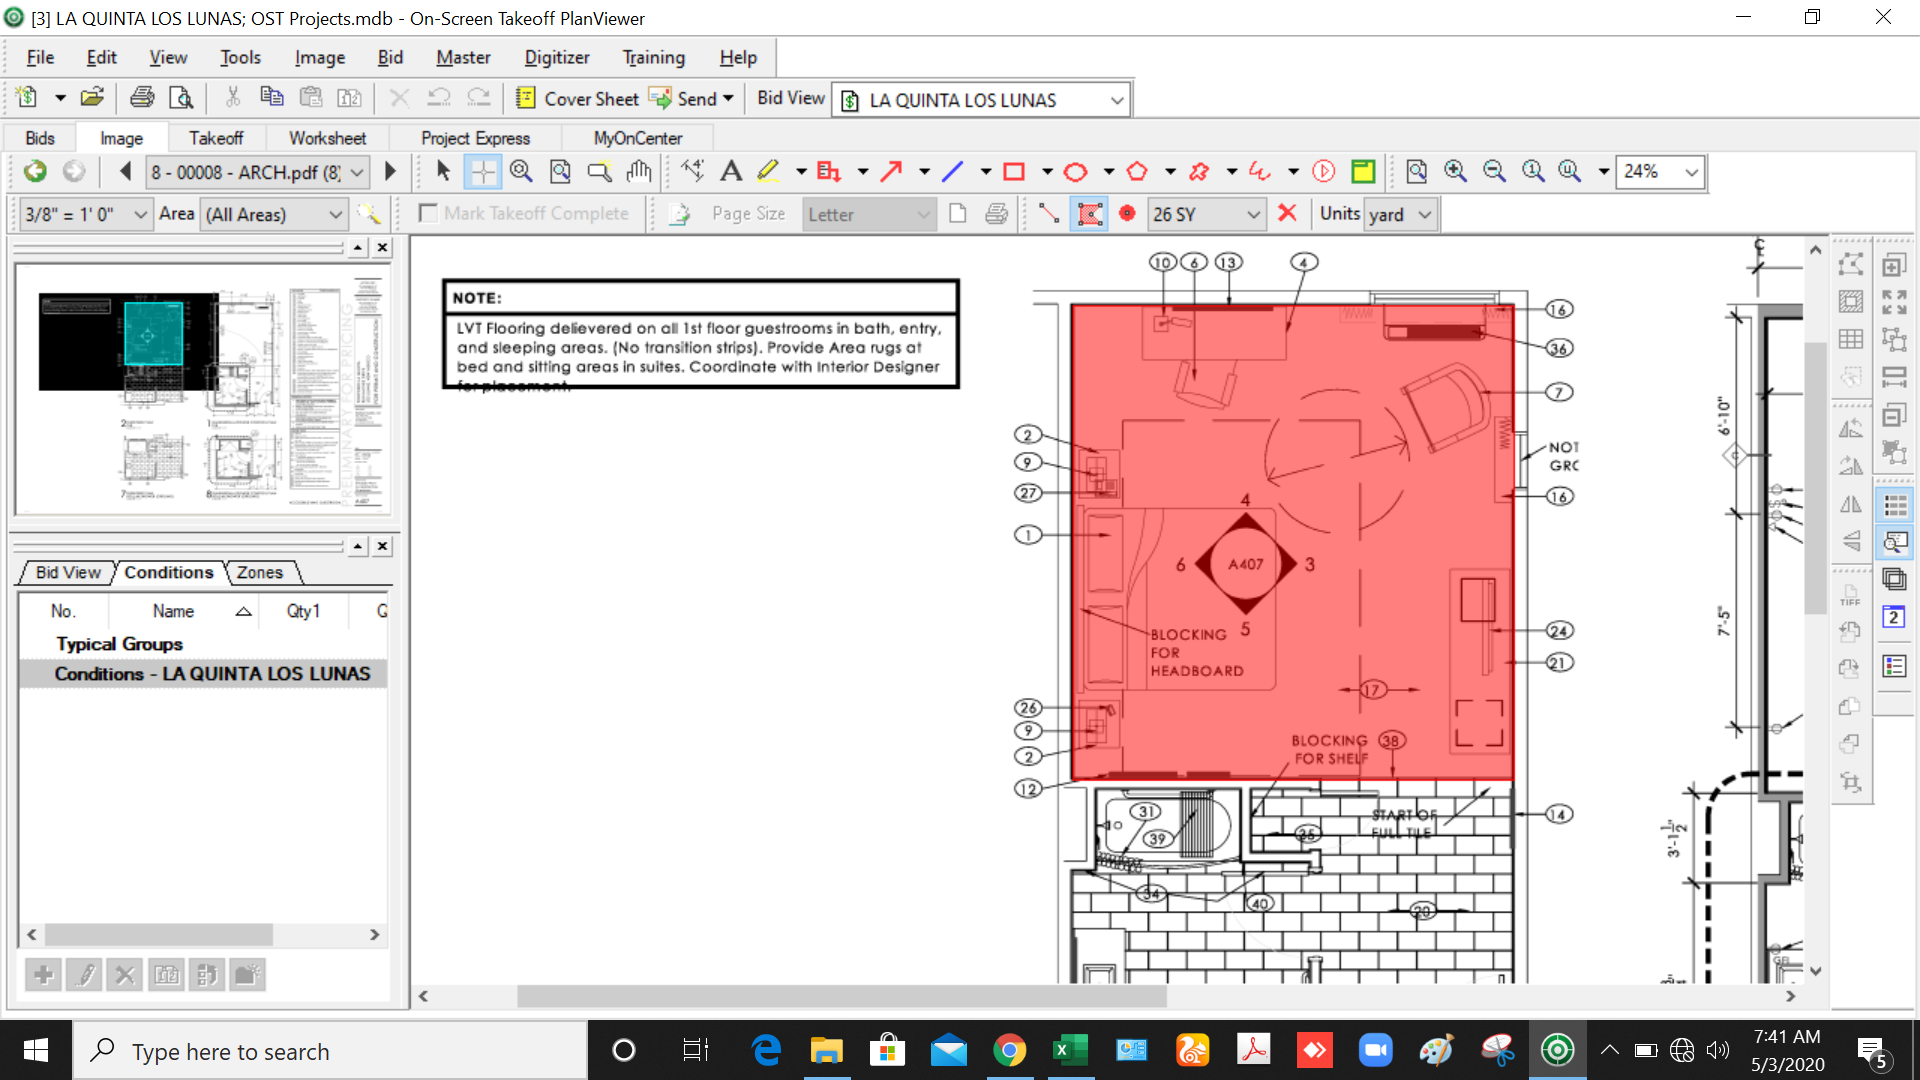 [3] LA QUINTA LOS LUNAS; OST Projects.mdb - On-Screen Takeoff PlanViewer
File Edit View Tools Image Bid Master Digitizer Training Help
Cover Sheet Send Bid View LA QUINTA LOS LUNAS
Bids Image Takeoff Worksheet Project Express MyOnCenter
8 - 00008 - ARCH.pdf (8) 24%
3/8" = 1' 0" Area (All Areas) Mark Takeoff Complete Page Size Letter 26 SY Units yard
NOTE:
LVT Flooring delievered on all 1st floor guestrooms in bath, entry,
and sleeping areas. (No transition strips). Provide Area rugs at
bed and sitting areas in suites. Coordinate with Interior Designer
for placement.
10 6 13 4
16
36
7
2
9
27
1
NOT
GRO
16
4
6 A407 3
5
BLOCKING
FOR
HEADBOARD
24
21
17
26
9
2
12
BLOCKING 38
FOR SHELF
31
39
START OF
FULL TILE
14
35
34
40
20
6'-10"
C
7'-5"
3'-1 1/2"
Bid View Conditions Zones
No. Name Qty1 Q
Typical Groups
Conditions - LA QUINTA LOS LUNAS
TIFF
2
Type here to search
7:41 AM
5/3/2020
5